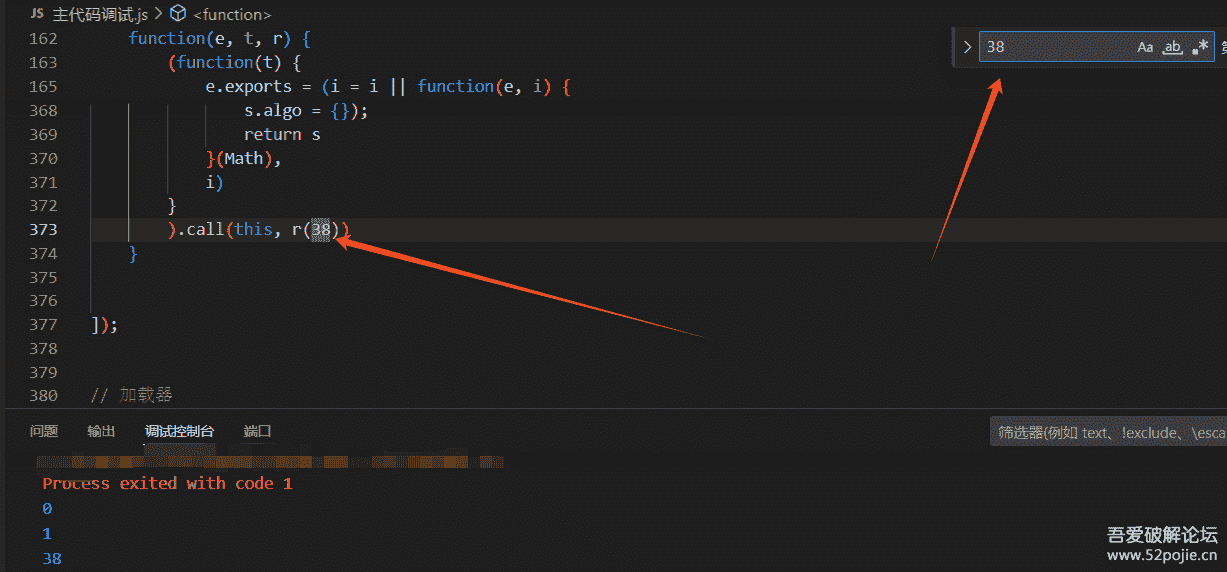 JS 主代码调试.js > <function>
38 Aa ab .* 第
162 function(e, t, r) {
163 (function(t) {
165 e.exports = (i = i || function(e, i) {
368 s.algo = {});
369 return s
370 }(Math),
371 i)
372 }
373 ).call(this, r(38))
374 }
375
376
377 ]);
378
379
380 // 加载器
问题 输出 调试控制台 端口 筛选器(例如 text、!exclude、\esca
Process exited with code 1
0
1
38
吾爱破解论坛
www.52pojie.cn